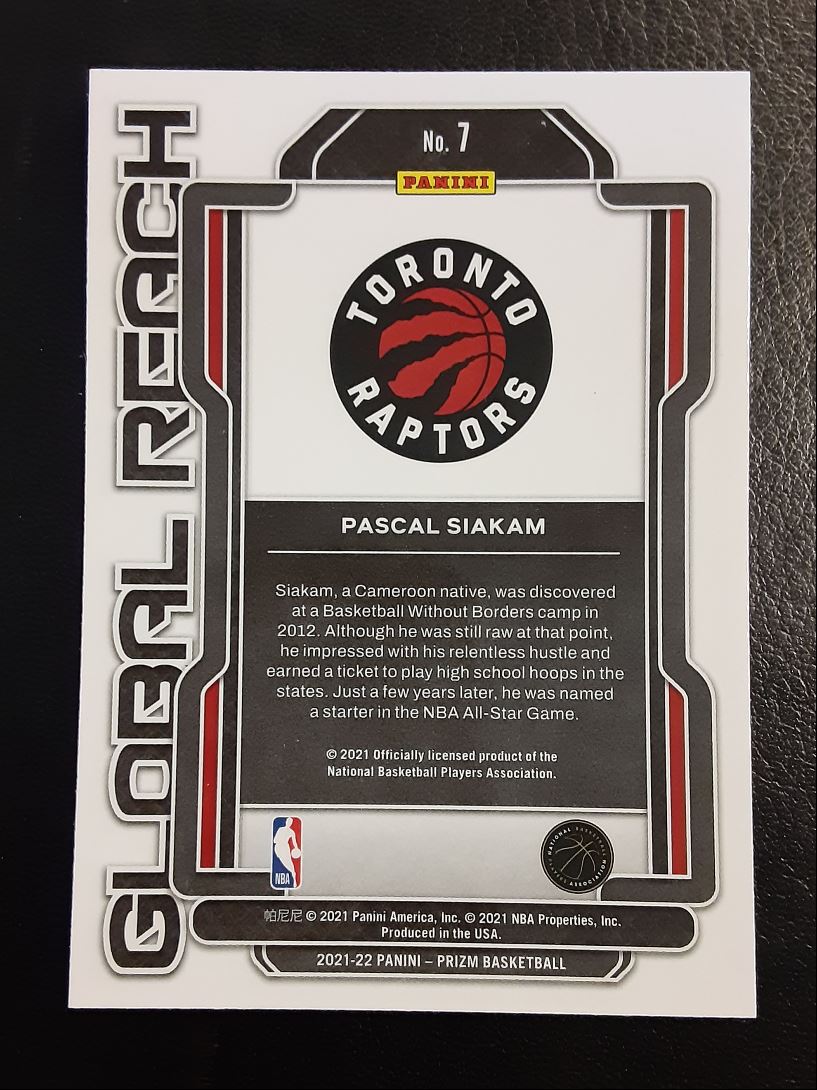 No. 7
PANINI
GLOBAL REACH
TORONTO
RAPTORS
PASCAL SIAKAM
Siakam, a Cameroon native, was discovered
at a Basketball Without Borders camp in
2012. Although he was still raw at that point,
he impressed with his relentless hustle and
earned a ticket to play high school hoops in the
states. Just a few years later, he was named
a starter in the NBA All-Star Game.
© 2021 Officially licensed product of the
National Basketball Players Association.
NBA
NATIONAL BASKETBALL
PLAYERS ASSOCIATION
帕尼尼 © 2021 Panini America, Inc. © 2021 NBA Properties, Inc.
Produced in the USA.
2021-22 PANINI – PRIZM BASKETBALL